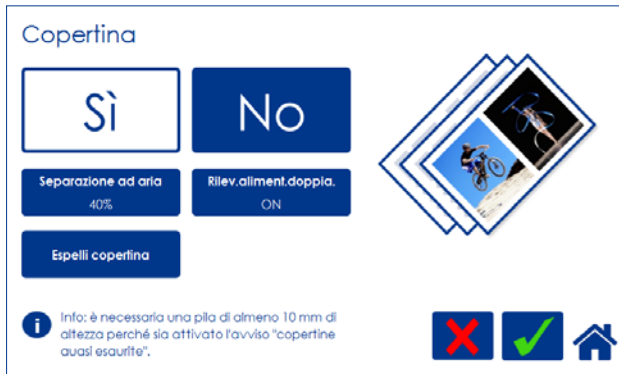 Copertina
Sì
No
Separazione ad aria
40%
Rilev.aliment.doppia.
ON
Espelli copertina
i
Info: è necessaria una pila di almeno 10 mm di
altezza perché sia attivato l'avviso "copertine
quasi esaurite".